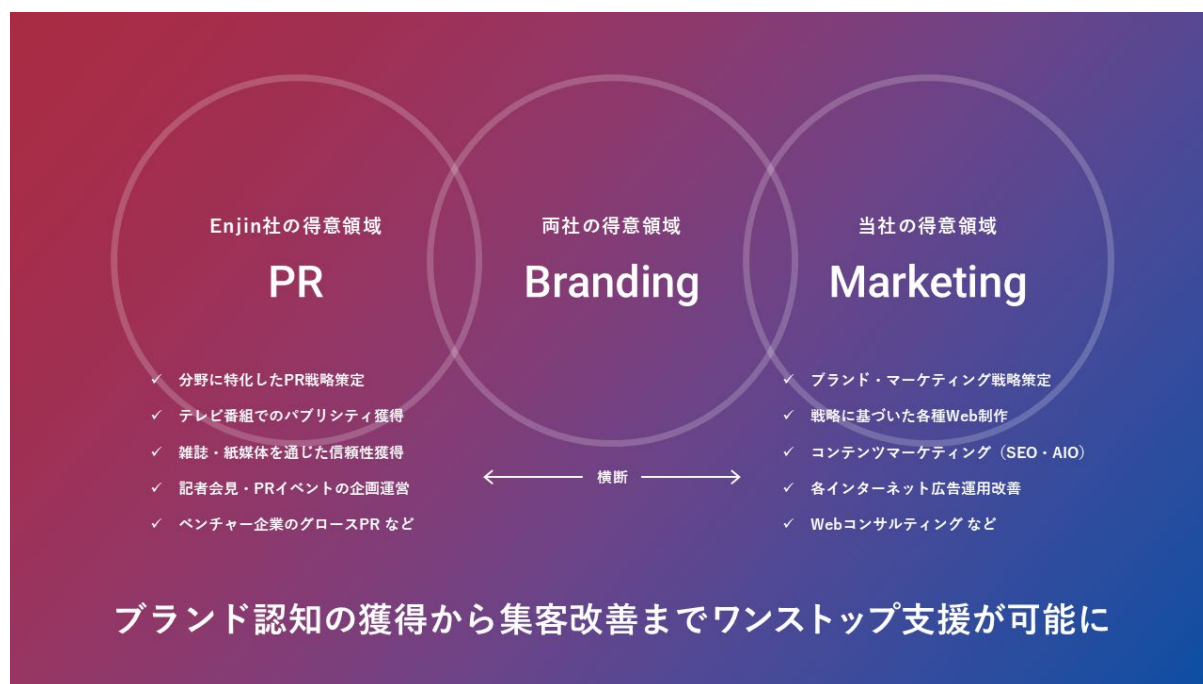 Enjin社の得意領域
PR
両社の得意領域
Branding
当社の得意領域
Marketing
✓ 分野に特化したPR戦略策定
✓ テレビ番組でのパブリシティ獲得
✓ 雑誌・紙媒体を通じた信頼性獲得
✓ 記者会見・PRイベントの企画運営
✓ ベンチャー企業のグロースPR など
横断
✓ ブランド・マーケティング戦略策定
✓ 戦略に基づいた各種Web制作
✓ コンテンツマーケティング（SEO・AIO）
✓ 各インターネット広告運用改善
✓ Webコンサルティング など
ブランド認知の獲得から集客改善までワンストップ支援が可能に